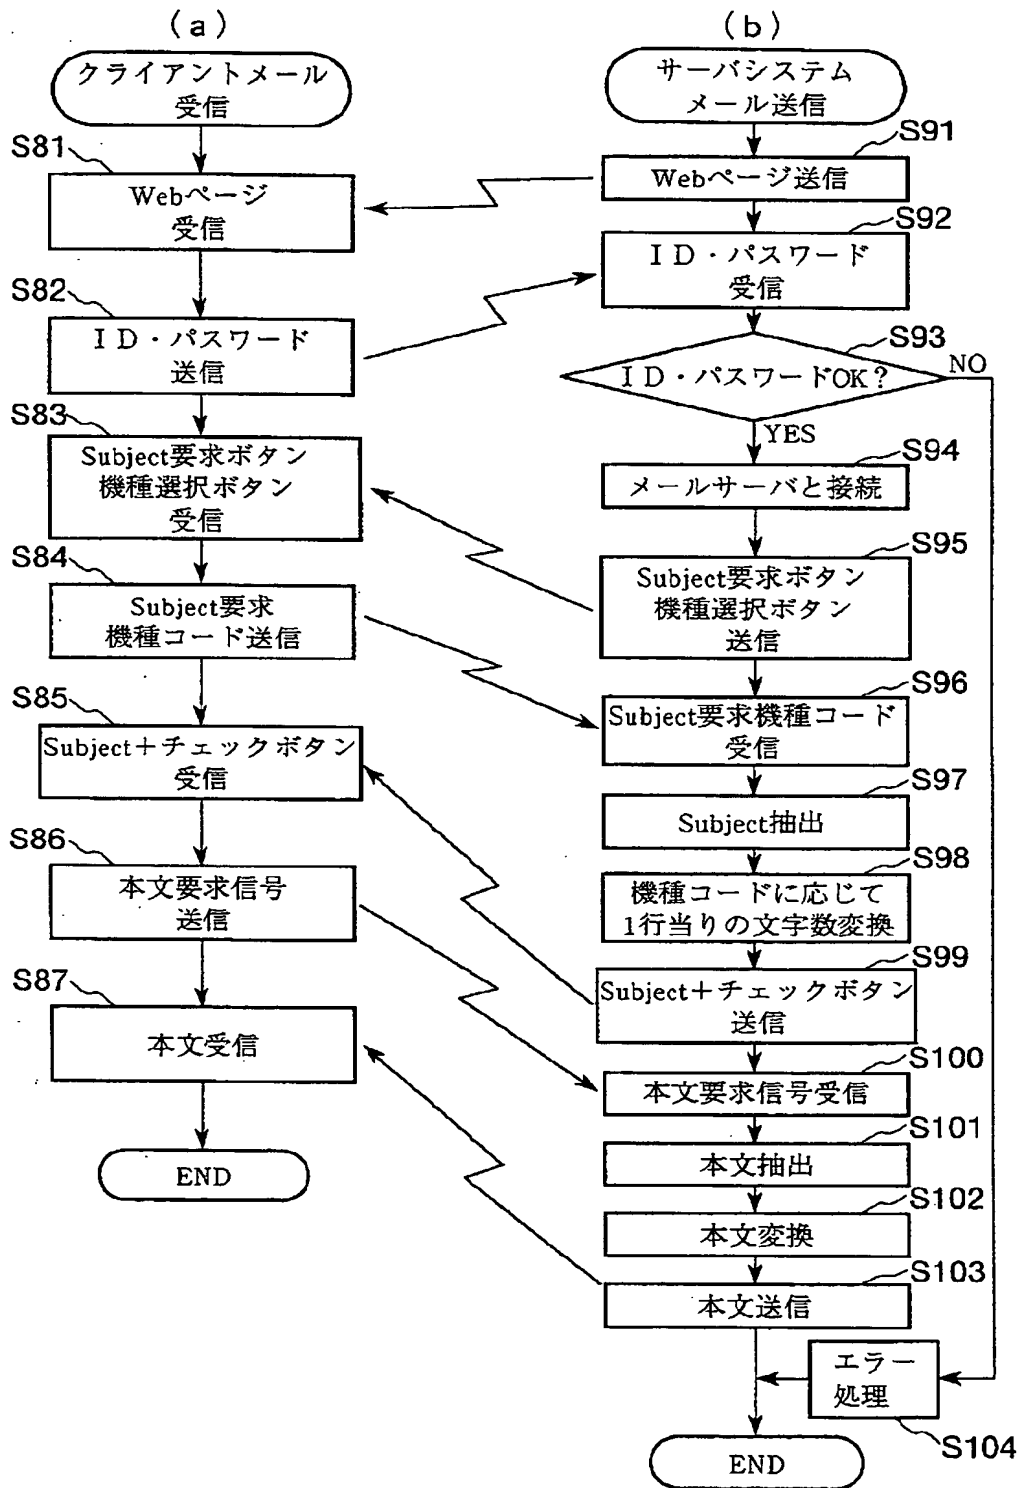 (a)
クライアントメール
受信
S81
Webページ
受信
S82
ID・パスワード
送信
S83
Subject要求ボタン
機種選択ボタン
受信
S84
Subject要求
機種コード送信
S85
Subject+チェックボタン
受信
S86
本文要求信号
送信
S87
本文受信
END
(b)
サーバシステム
メール送信
S91
Webページ送信
S92
ID・パスワード
受信
S93
ID・パスワードOK?
NO
YES
S94
メールサーバと接続
S95
Subject要求ボタン
機種選択ボタン
送信
S96
Subject要求機種コード
受信
S97
Subject抽出
S98
機種コードに応じて
1行当りの文字数変換
S99
Subject+チェックボタン
送信
S100
本文要求信号受信
S101
本文抽出
S102
本文変換
S103
本文送信
エラー
処理
S104
END